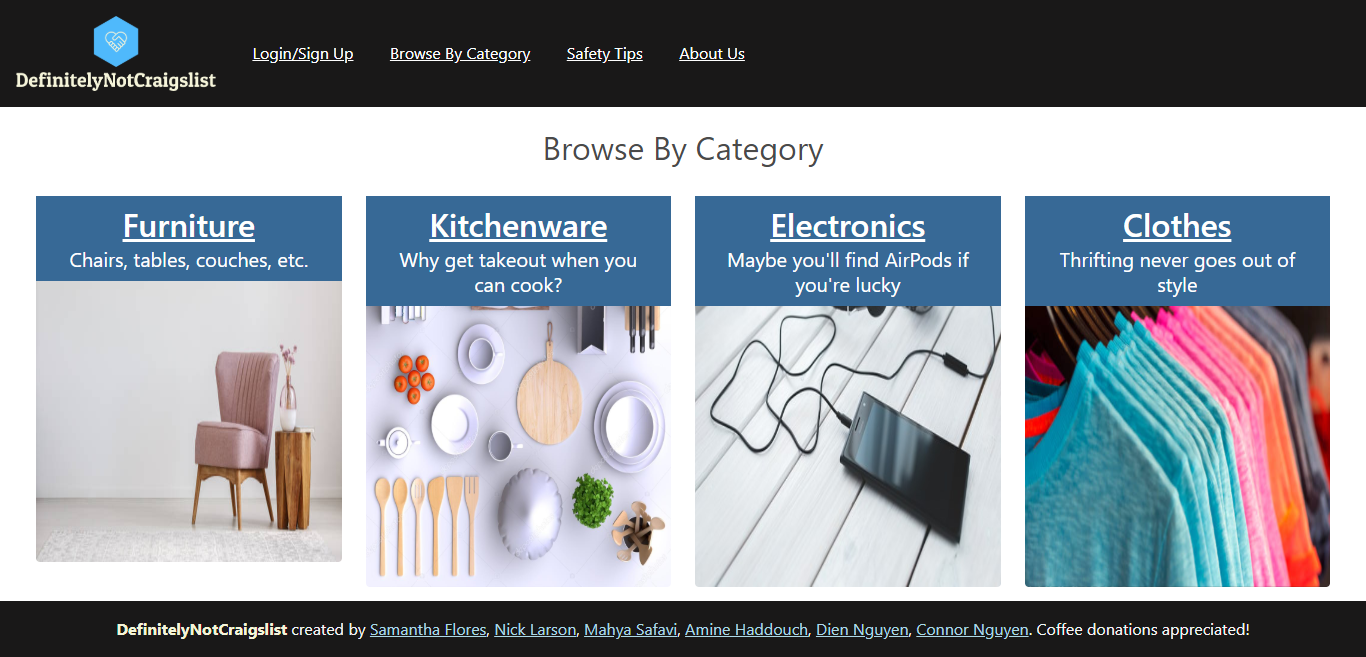 DefinitelyNotCraigslist
Login/Sign Up
Browse By Category
Safety Tips
About Us
Browse By Category
Furniture
Chairs, tables, couches, etc.
Kitchenware
Why get takeout when you
can cook?
Electronics
Maybe you'll find AirPods if
you're lucky
Clothes
Thrifting never goes out of
style
DefinitelyNotCraigslist created by Samantha Flores, Nick Larson, Mahya Safavi, Amine Haddouch, Dien Nguyen, Connor Nguyen. Coffee donations appreciated!